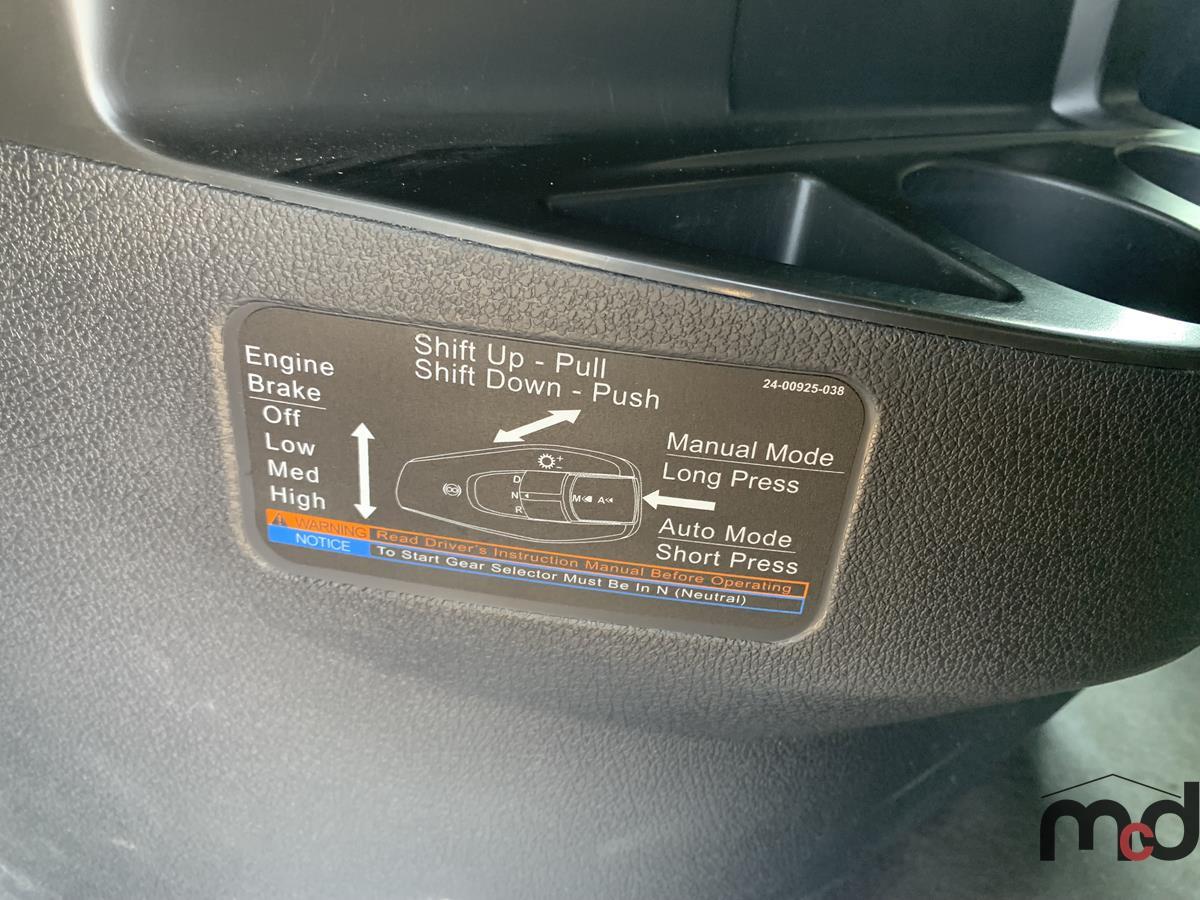 Shift Up - Pull
Shift Down - Push
24-00925-038
Engine
Brake
Off
Low
Med
High
Manual Mode
Long Press
Auto Mode
Short Press
+
-
D
N
R
M
A
WARNING Read Driver's Instruction Manual Before Operating
NOTICE To Start Gear Selector Must Be In N (Neutral)
mcd